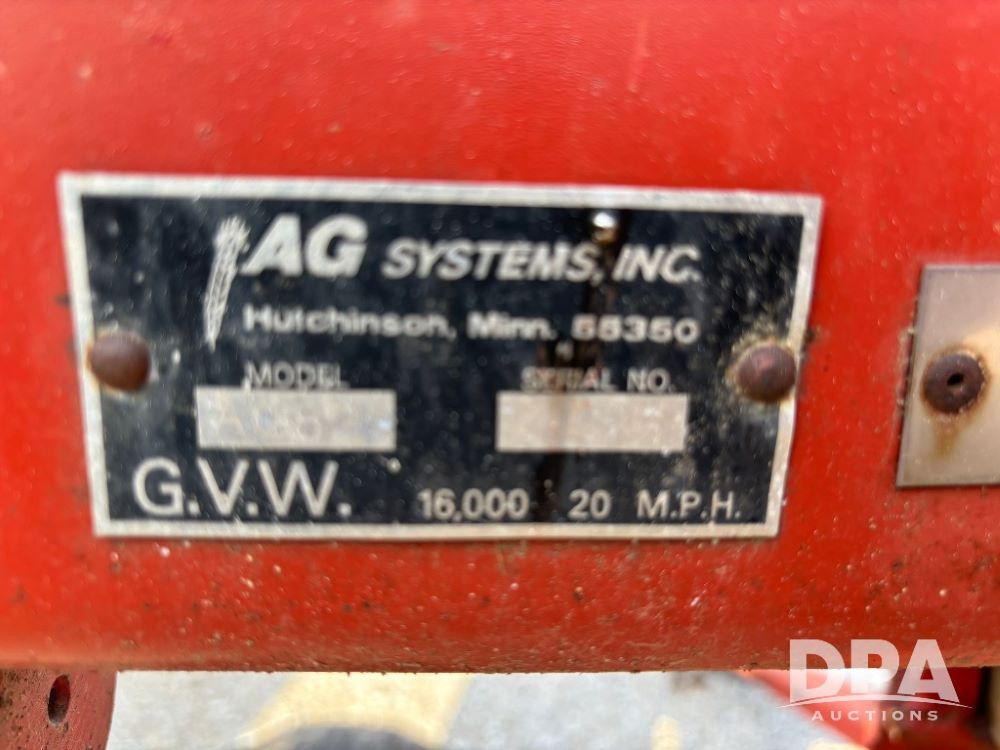 AG SYSTEMS, INC.
Hutchinson, Minn. 55350
MODEL SERIAL NO.
G.V.W. 16,000 20 M.P.H.
DPA
AUCTIONS